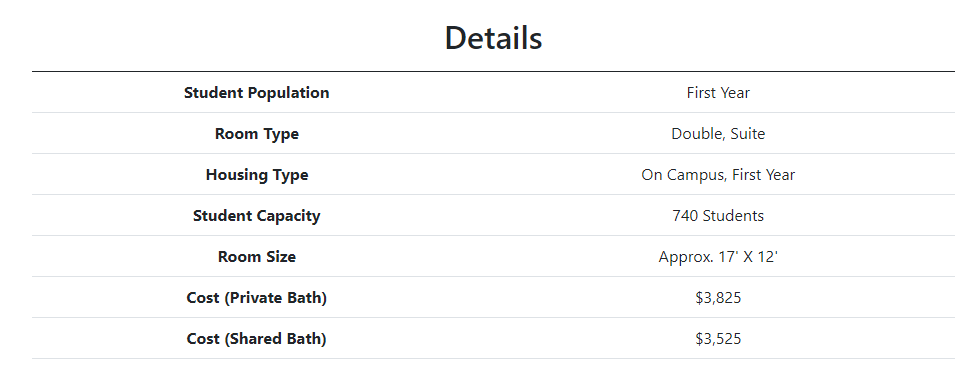 Details
Student Population First Year
Room Type Double, Suite
Housing Type On Campus, First Year
Student Capacity 740 Students
Room Size Approx. 17' X 12'
Cost (Private Bath) $3,825
Cost (Shared Bath) $3,525